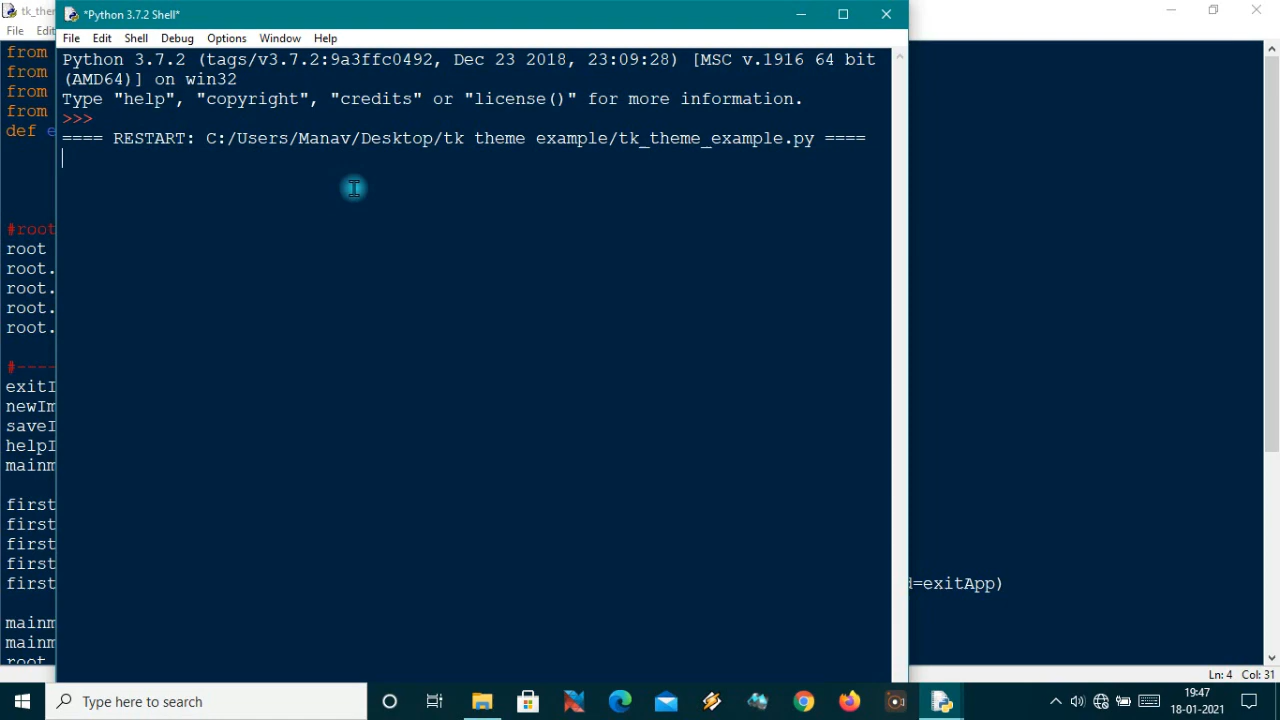 tk_them
*Python 3.7.2 Shell*
File Edit
File Edit Shell Debug Options Window Help
from
from
from
from
def e
Python 3.7.2 (tags/v3.7.2:9a3ffc0492, Dec 23 2018, 23:09:28) [MSC v.1916 64 bit
(AMD64)] on win32
Type "help", "copyright", "credits" or "license()" for more information.
>>>
==== RESTART: C:/Users/Manav/Desktop/tk theme example/tk_theme_example.py ====
#root
root
root.
root.
root.
root.
#----
exitI
newIm
saveI
helpI
mainm
first
first
first
first
first
d=exitApp)
mainm
mainm
root
Ln: 4 Col: 31
Type here to search
19:47
18-01-2021